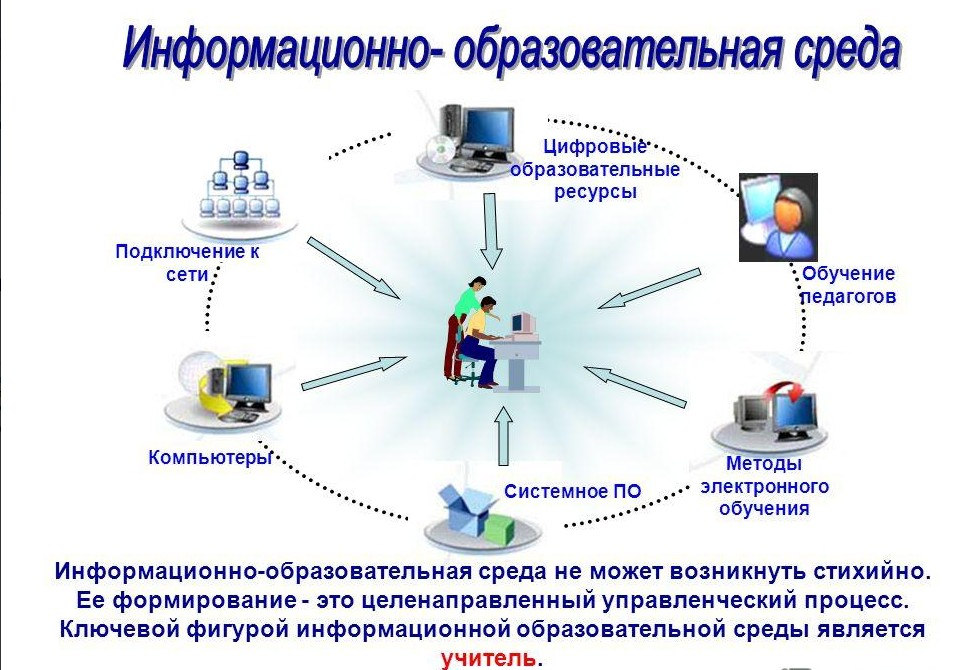 Информационно- образовательная среда
Цифровые
образовательные
ресурсы
Подключение к
сети
Обучение
педагогов
Компьютеры
Методы
электронного
обучения
Системное ПО
Информационно-образовательная среда не может возникнуть стихийно.
Ее формирование - это целенаправленный управленческий процесс.
Ключевой фигурой информационной образовательной среды является
учитель.